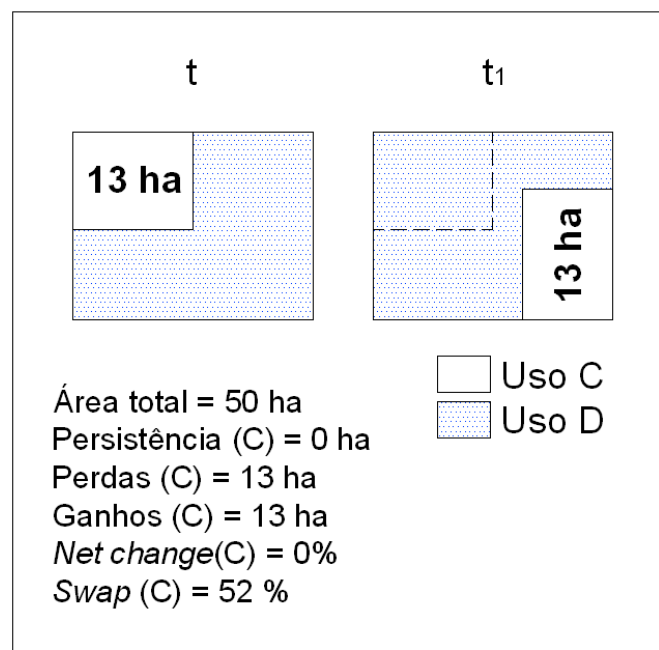 t
t1
13 ha
13 ha
Uso C
Uso D
Área total = 50 ha
Persistência (C) = 0 ha
Perdas (C) = 13 ha
Ganhos (C) = 13 ha
Net change(C) = 0%
Swap (C) = 52 %